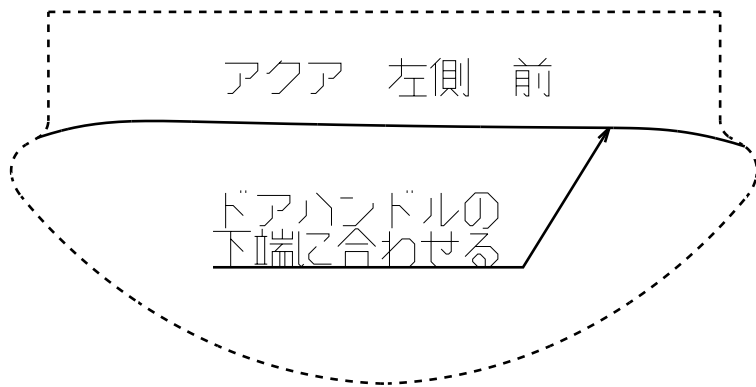 アクア　左側　前
ドアハンドルの
下端に合わせる